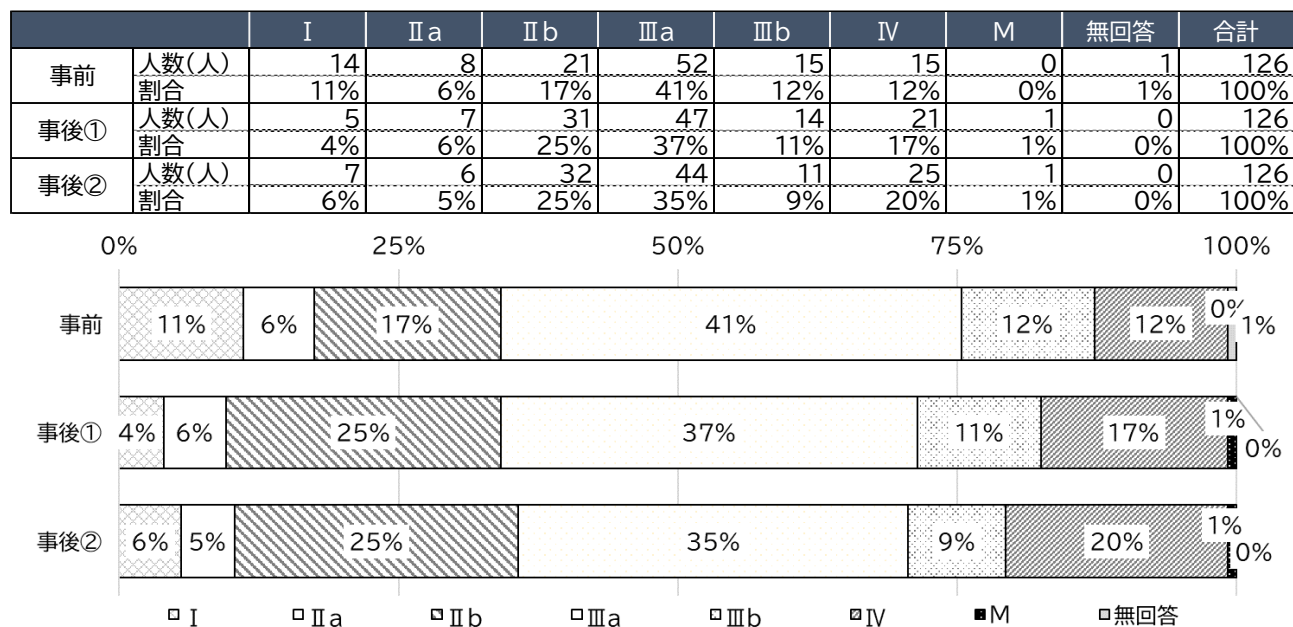 Ⅰ Ⅱa Ⅱb Ⅲa Ⅲb Ⅳ M 無回答 合計
事前 人数(人) 14 8 21 52 15 15 0 1 126
割合 11% 6% 17% 41% 12% 12% 0% 1% 100%
事後① 人数(人) 5 7 31 47 14 21 1 0 126
割合 4% 6% 25% 37% 11% 17% 1% 0% 100%
事後② 人数(人) 7 6 32 44 11 25 1 0 126
割合 6% 5% 25% 35% 9% 20% 1% 0% 100%
0% 25% 50% 75% 100%
事前 11% 6% 17% 41% 12% 12% 0% 1%
事後① 4% 6% 25% 37% 11% 17% 1% 0%
事後② 6% 5% 25% 35% 9% 20% 1% 0%
Ⅰ Ⅱa Ⅱb Ⅲa Ⅲb Ⅳ M 無回答